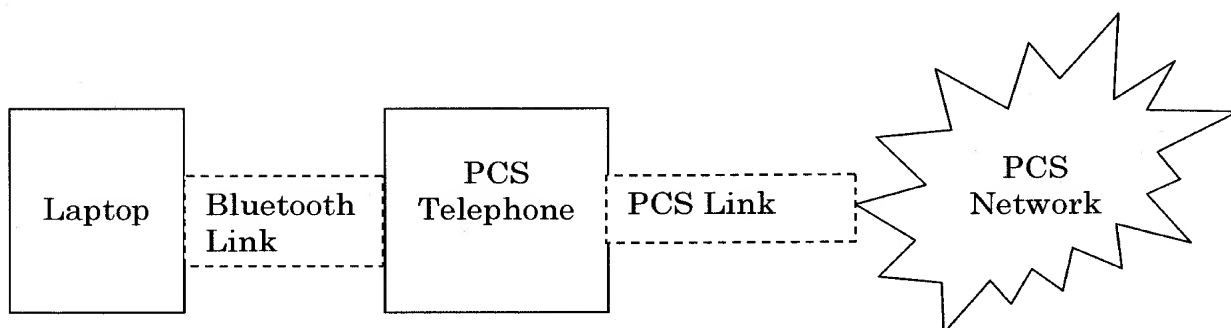 Laptop
Bluetooth
Link
PCS
Telephone
PCS Link
PCS
Network